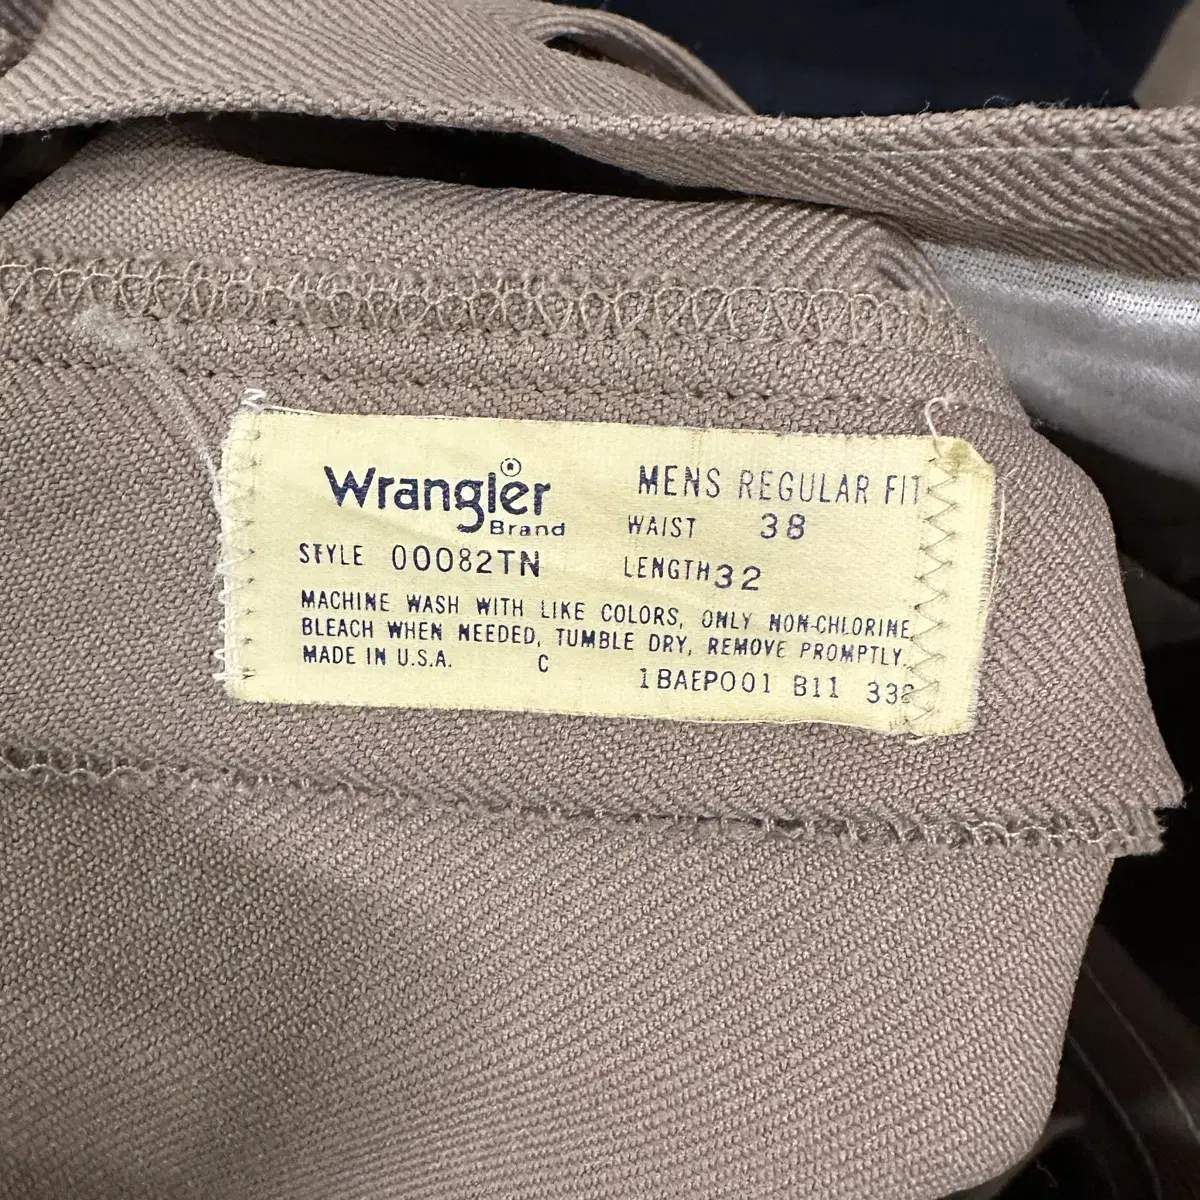 Wrangler ®
Brand
MENS REGULAR FIT
WAIST 38
STYLE 00082TN
LENGTH 32
MACHINE WASH WITH LIKE COLORS, ONLY NON-CHLORINE
BLEACH WHEN NEEDED, TUMBLE DRY, REMOVE PROMPTLY.
MADE IN U.S.A. C
1BAEP001 B11